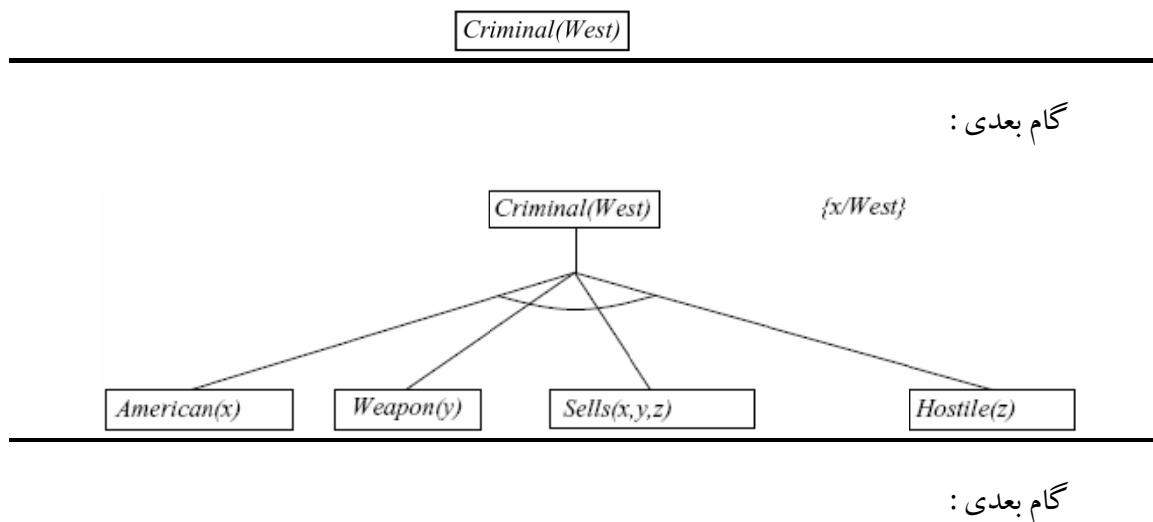 Criminal(West)
گام بعدی :
Criminal(West) {x/West}
American(x) Weapon(y) Sells(x,y,z) Hostile(z)
گام بعدی :